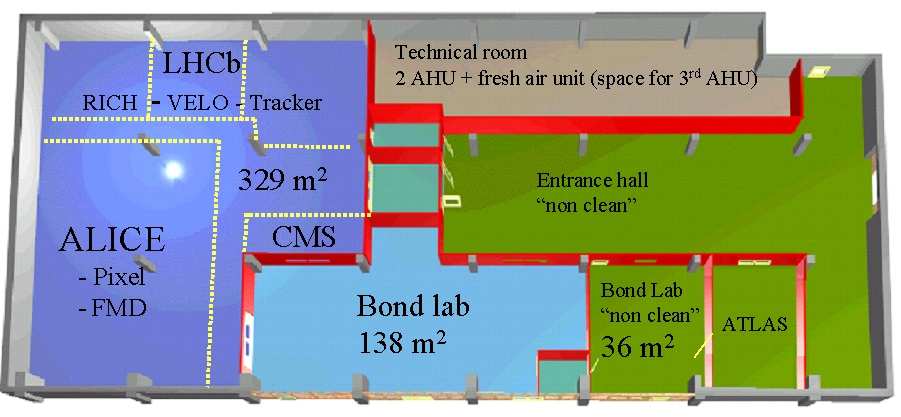 LHCb
RICH - VELO - Tracker
Technical room
2 AHU + fresh air unit (space for 3rd AHU)
329 m²
Entrance hall
“non clean”
ALICE
- Pixel
- FMD
CMS
Bond lab
138 m²
Bond Lab
“non clean”
36 m²
ATLAS